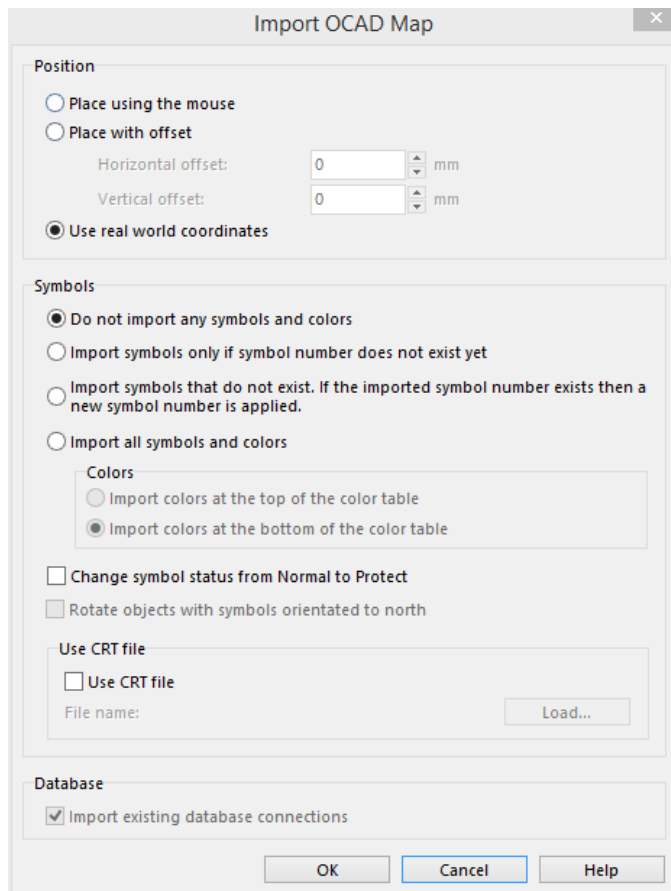 Import OCAD Map
Position
Place using the mouse
Place with offset
Horizontal offset: 0 mm
Vertical offset: 0 mm
Use real world coordinates
Symbols
Do not import any symbols and colors
Import symbols only if symbol number does not exist yet
Import symbols that do not exist. If the imported symbol number exists then a
new symbol number is applied.
Import all symbols and colors
Colors
Import colors at the top of the color table
Import colors at the bottom of the color table
Change symbol status from Normal to Protect
Rotate objects with symbols orientated to north
Use CRT file
Use CRT file
File name: Load...
Database
Import existing database connections
OK Cancel Help